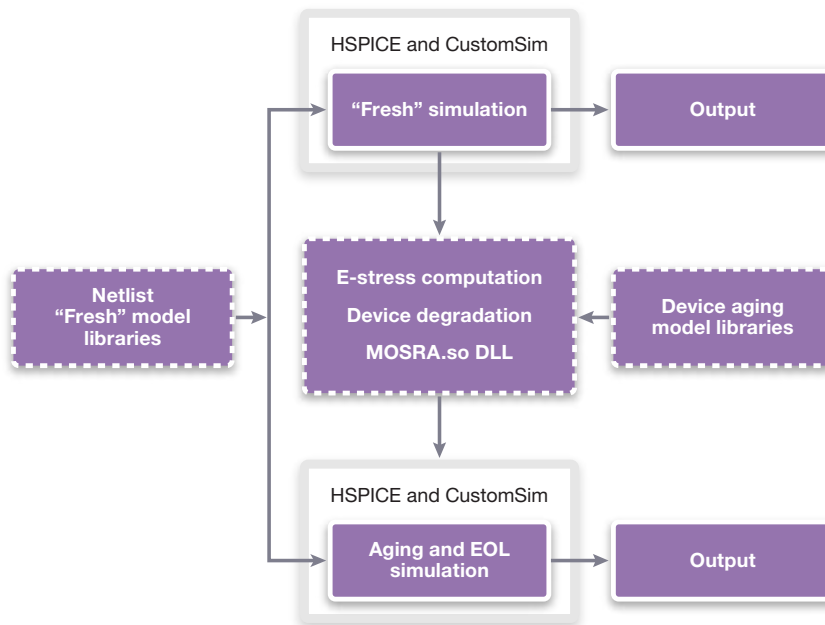 HSPICE and CustomSim
“Fresh” simulation
Output
Netlist
“Fresh” model
libraries
E-stress computation
Device degradation
MOSRA.so DLL
Device aging
model libraries
HSPICE and CustomSim
Aging and EOL
simulation
Output